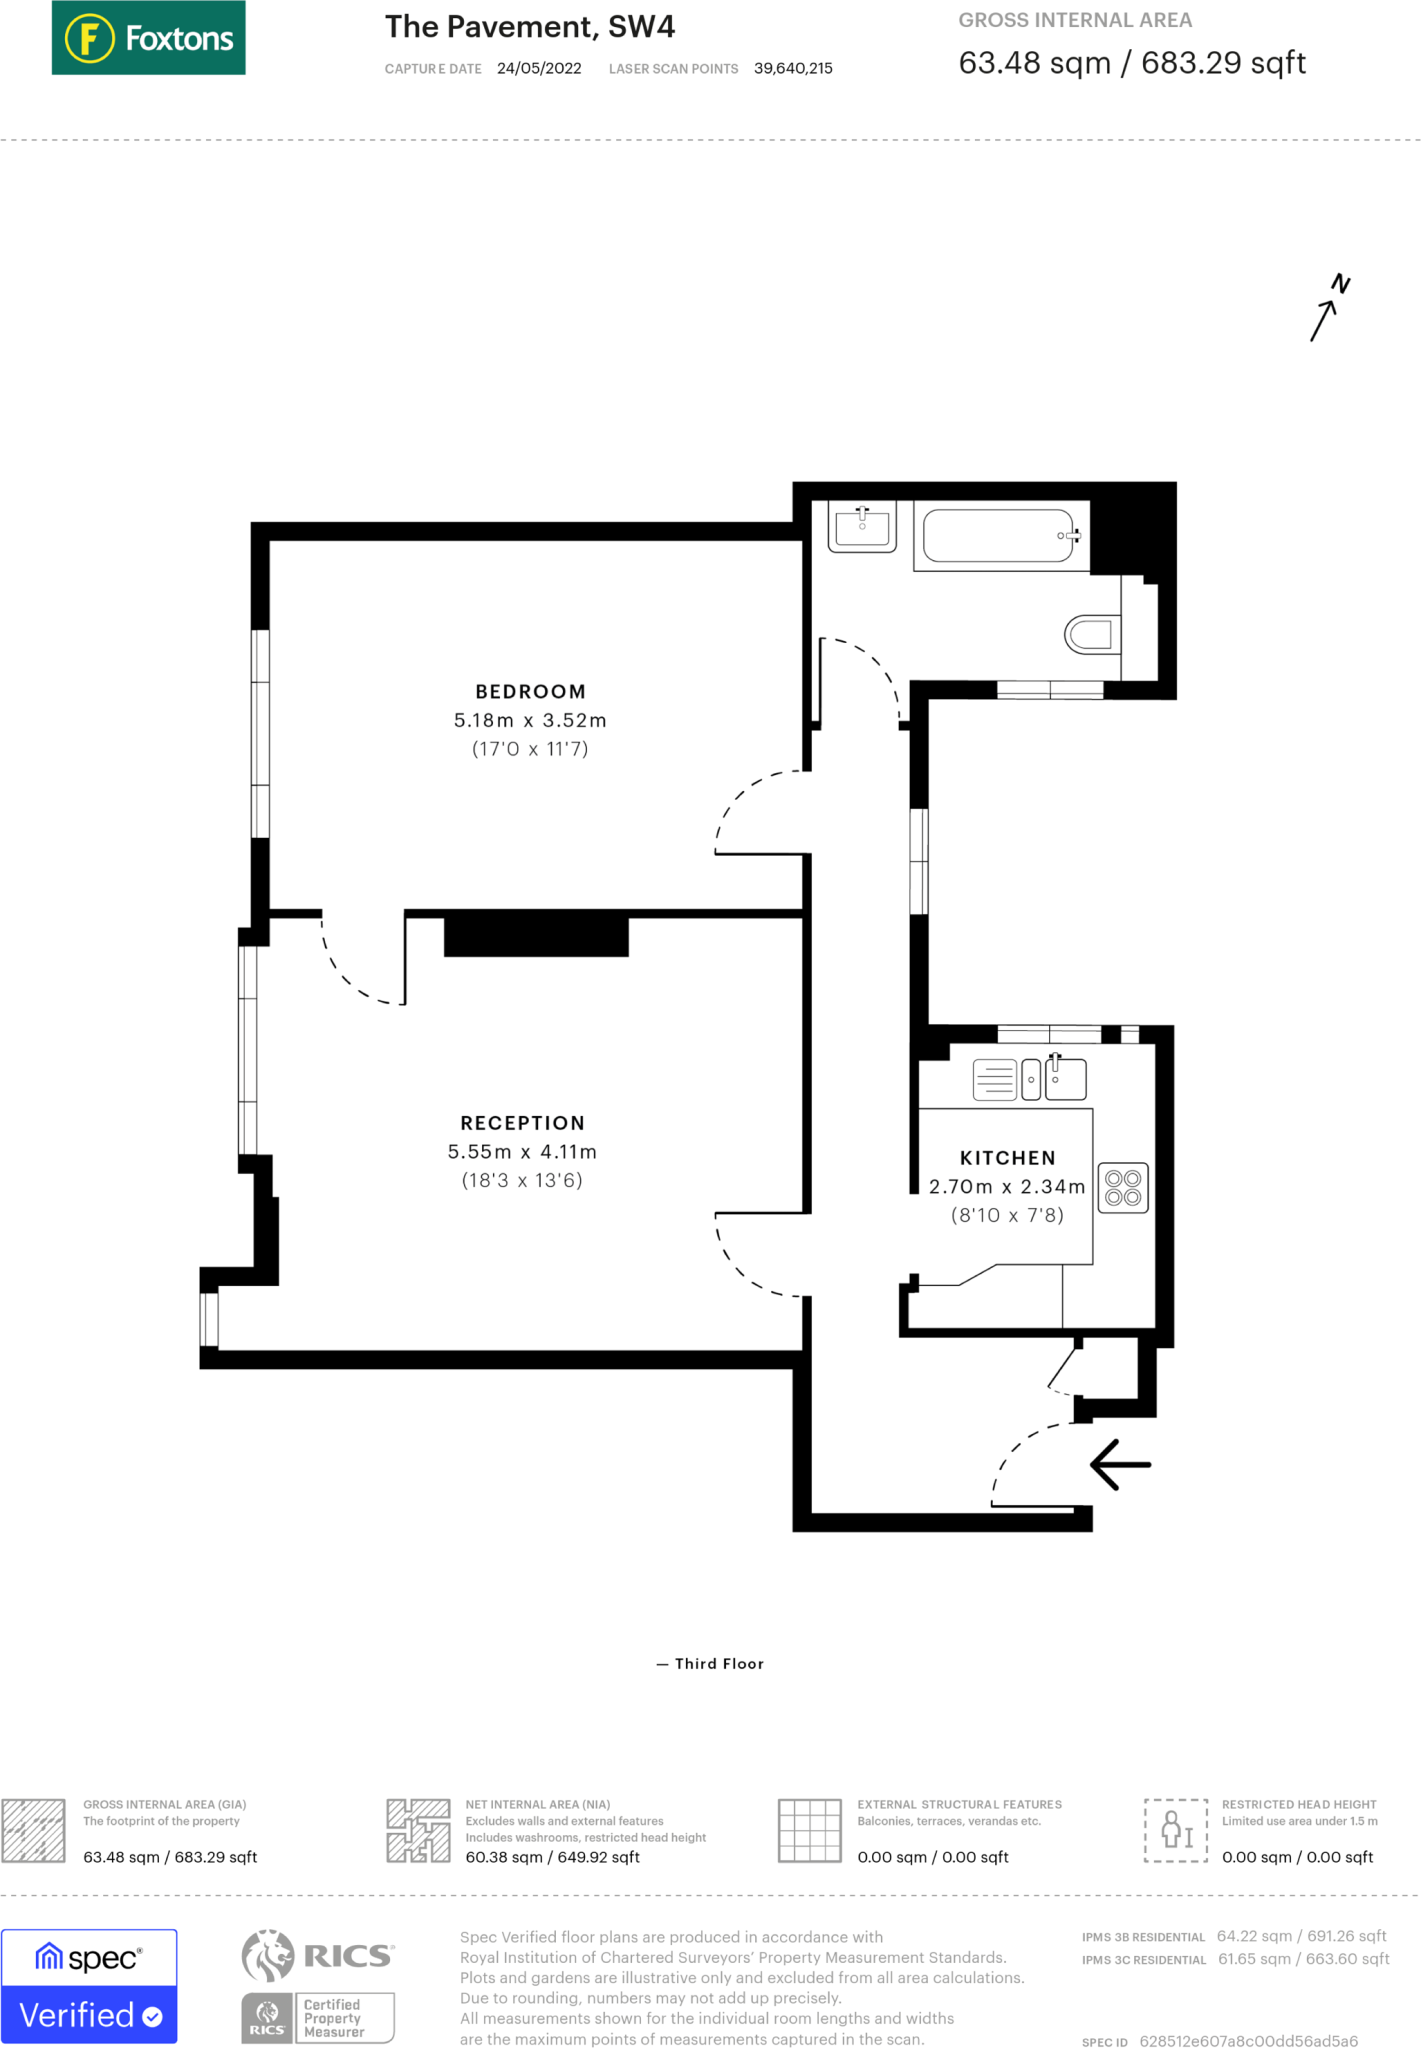 Foxtons
The Pavement, SW4
CAPTURE DATE 24/05/2022 LASER SCAN POINTS 39,640,215
GROSS INTERNAL AREA
63.48 sqm / 683.29 sqft
N
BEDROOM
5.18m x 3.52m
(17'0 x 11'7)
RECEPTION
5.55m x 4.11m
(18'3 x 13'6)
KITCHEN
2.70m x 2.34m
(8'10 x 7'8)
— Third Floor
GROSS INTERNAL AREA (GIA)
The footprint of the property
63.48 sqm / 683.29 sqft
NET INTERNAL AREA (NIA)
Excludes walls and external features
Includes washrooms, restricted head height
60.38 sqm / 649.92 sqft
EXTERNAL STRUCTURAL FEATURES
Balconies, terraces, verandas etc.
0.00 sqm / 0.00 sqft
RESTRICTED HEAD HEIGHT
Limited use area under 1.5 m
0.00 sqm / 0.00 sqft
spec®
Verified
RICS®
RICS
Certified
Property
Measurer
Spec Verified floor plans are produced in accordance with
Royal Institution of Chartered Surveyors' Property Measurement Standards.
Plots and gardens are illustrative only and excluded from all area calculations.
Due to rounding, numbers may not add up precisely.
All measurements shown for the individual room lengths and widths
are the maximum points of measurements captured in the scan.
IPMS 3B RESIDENTIAL 64.22 sqm / 691.26 sqft
IPMS 3C RESIDENTIAL 61.65 sqm / 663.60 sqft
SPEC ID 628512e607a8c00dd56ad5a6